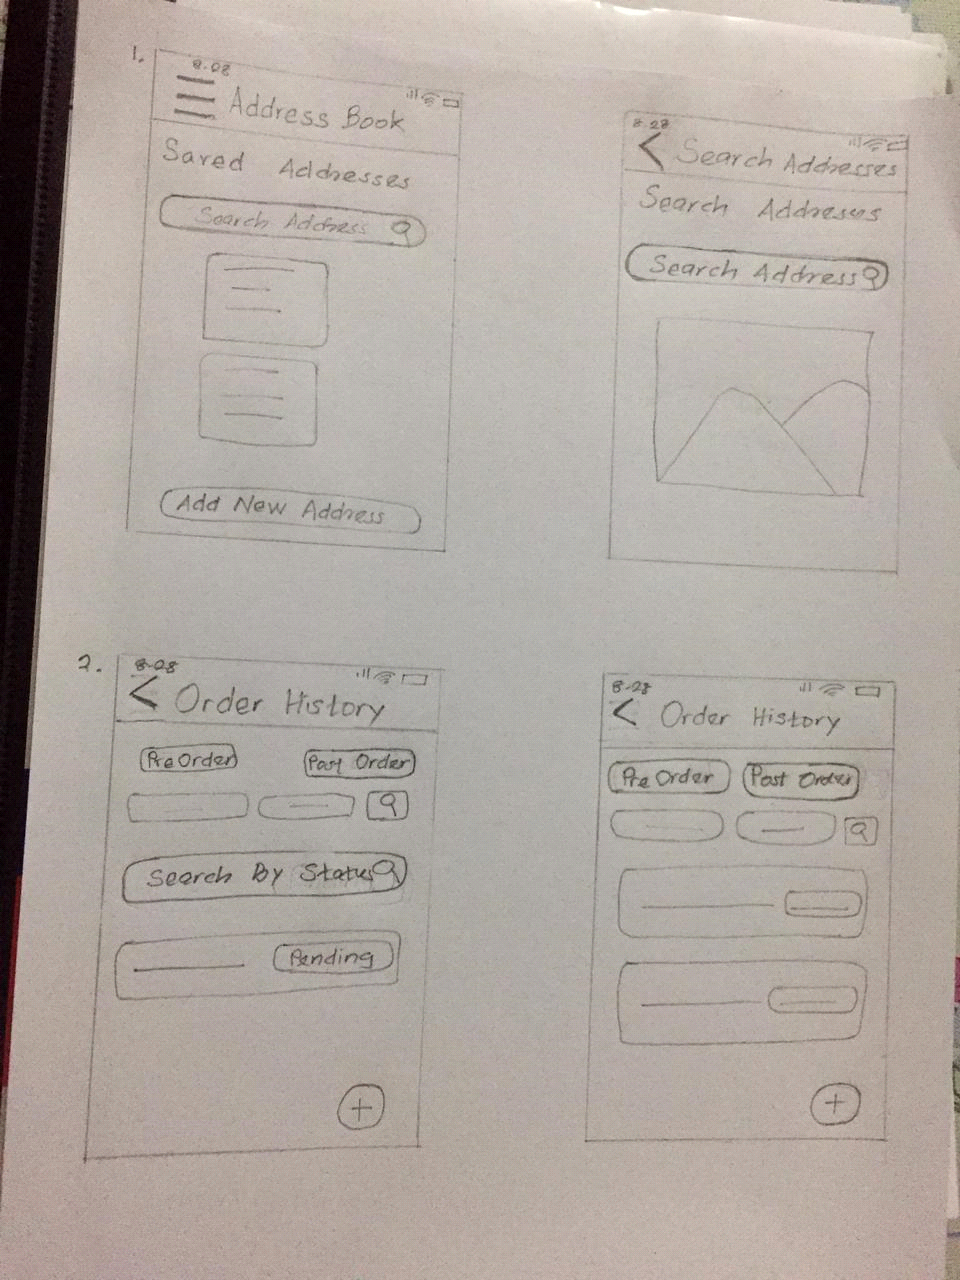 1.
8.08
Address Book
Saved Addresses
Search Address
Add New Address
8.28
Search Addresses
Search Addresses
Search Address
2.
8-08
Order History
Pre Order Past Order
Search By Status
Pending
8-28
Order History
Pre Order Past Order